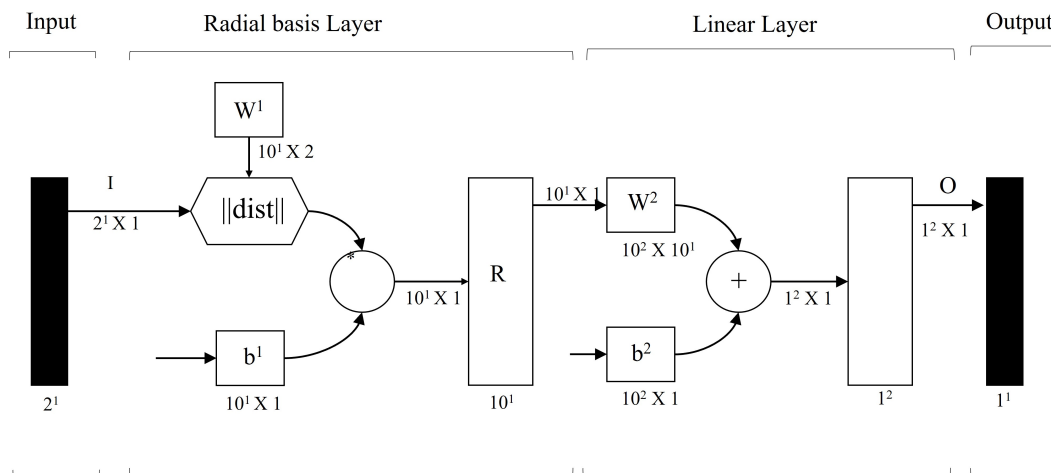 Input
Radial basis Layer
Linear Layer
Output
W¹
10¹ X 2
I
2¹ X 1
||dist||
*
10¹ X 1
b¹
10¹ X 1
2¹
R
10¹
10¹ X 1
W²
10² X 10¹
+
1² X 1
b²
10² X 1
1²
O
1² X 1
1¹